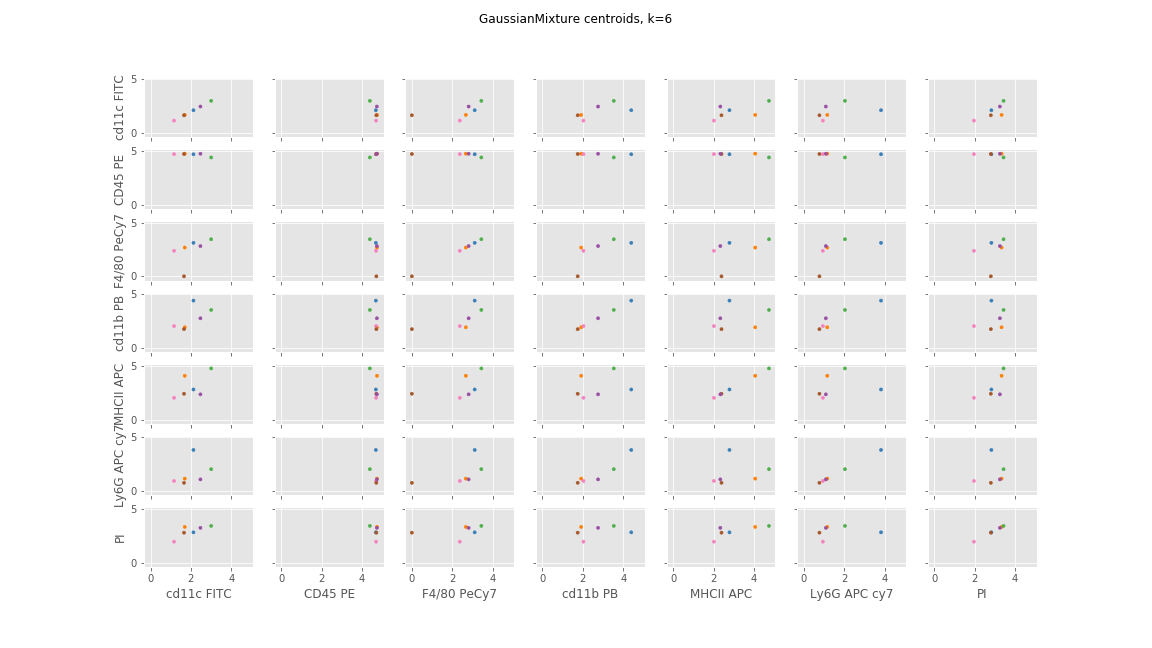 GaussianMixture centroids, k=6
5
0
cd11c FITC
5
0
CD45 PE
5
0
F4/80 PeCy7
5
0
cd11b PB
5
0
MHCII APC
5
0
Ly6G APC cy7
5
0
PI
0 2 4 0 2 4 0 2 4 0 2 4 0 2 4 0 2 4 0 2 4
cd11c FITC CD45 PE F4/80 PeCy7 cd11b PB MHCII APC Ly6G APC cy7 PI